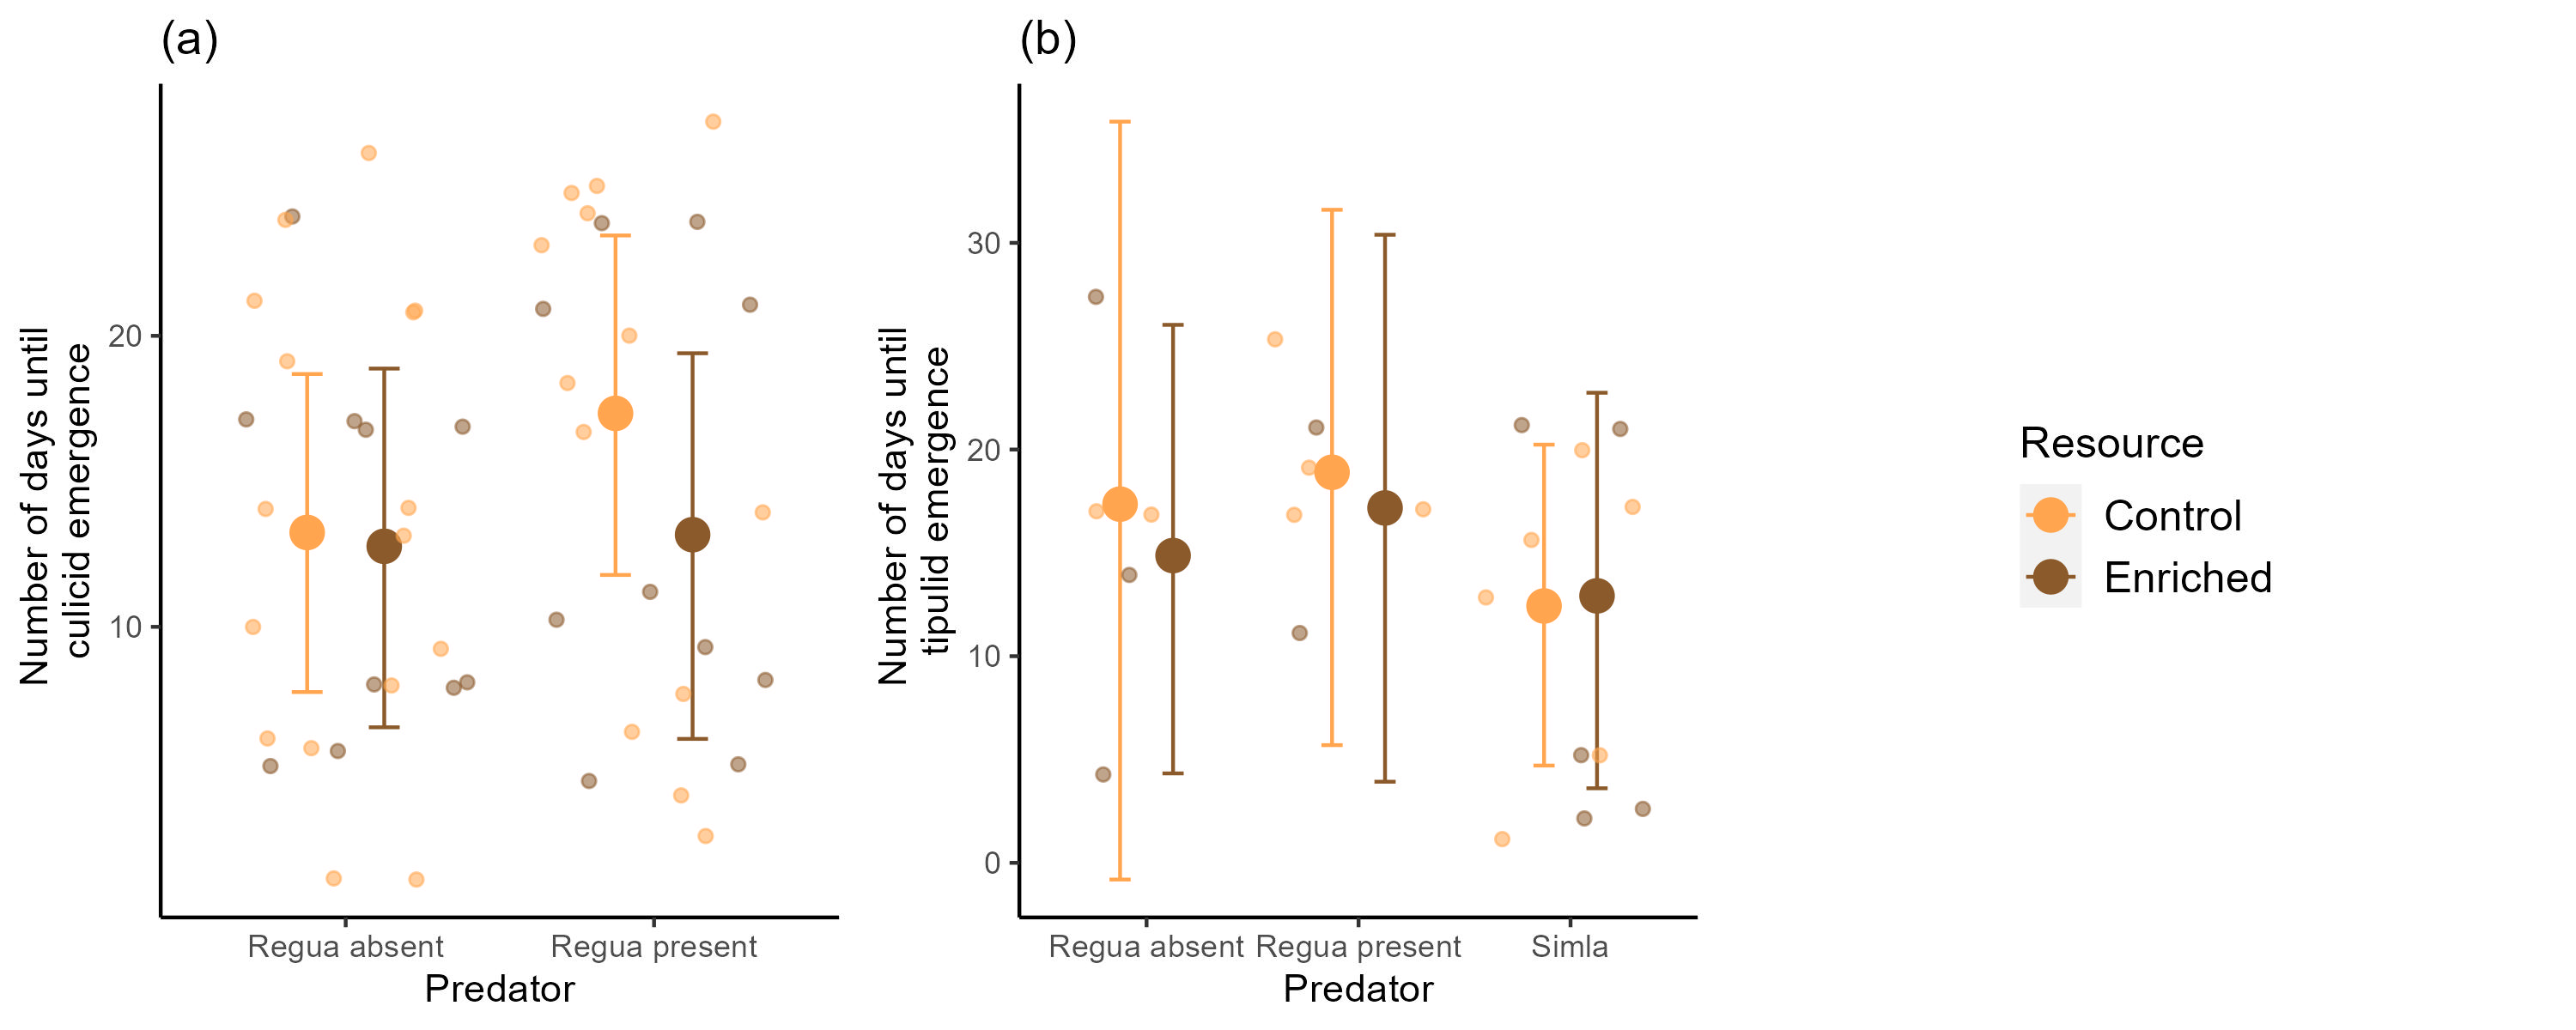 (a)
Number of days until
culicid emergence
20
10
Regua absent
Regua present
Predator
(b)
Number of days until
tipulid emergence
30
20
10
0
Regua absent
Regua present
Simla
Predator
Resource
Control
Enriched